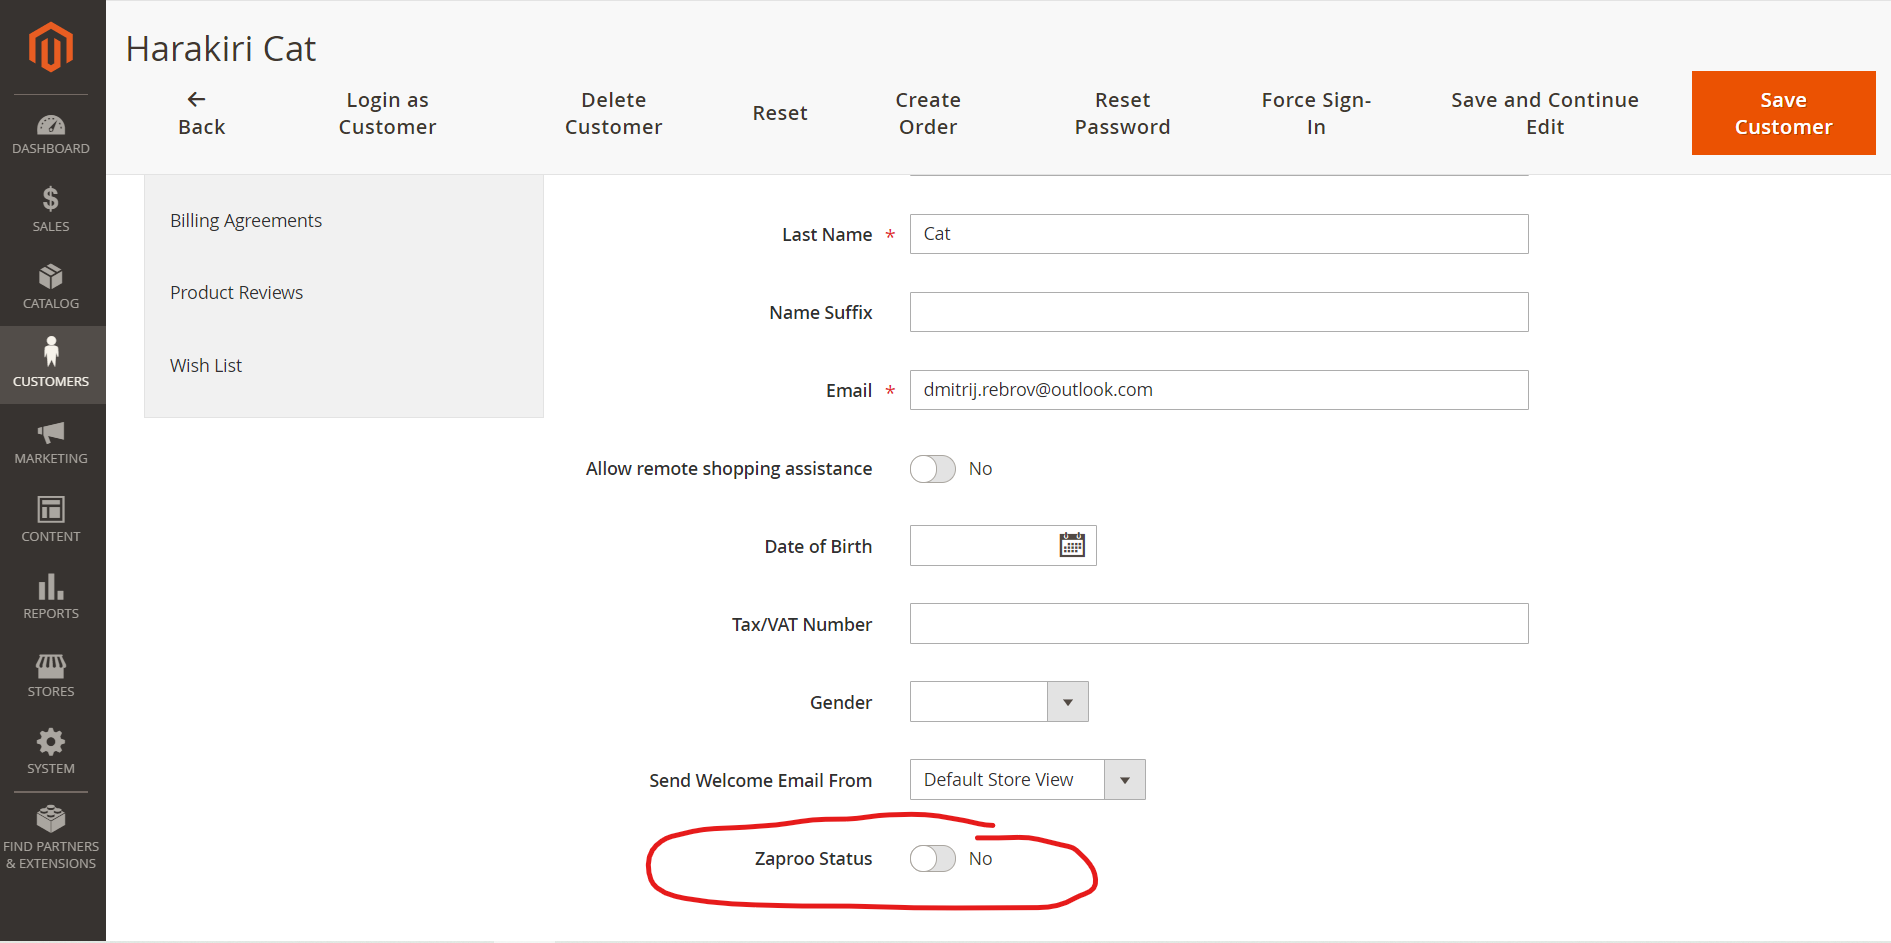 Harakiri Cat
Back
Login as
Customer
Delete
Customer
Reset
Create
Order
Reset
Password
Force Sign-
In
Save and Continue
Edit
Save
Customer
DASHBOARD
SALES
CATALOG
CUSTOMERS
MARKETING
CONTENT
REPORTS
STORES
SYSTEM
FIND PARTNERS
& EXTENSIONS
Billing Agreements
Product Reviews
Wish List
Last Name * Cat
Name Suffix
Email * dmitrij.rebrov@outlook.com
Allow remote shopping assistance No
Date of Birth
Tax/VAT Number
Gender
Send Welcome Email From Default Store View
Zaproo Status No